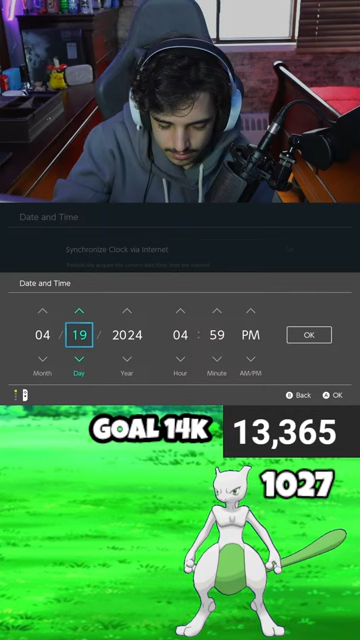 Date and Time
Synchronize Clock via Internet
Date and Time
04 / 19 / 2024 04 : 59 PM OK
Month Day Year Hour Minute AM/PM
B Back A OK
GOAL 14K 13,365
1027